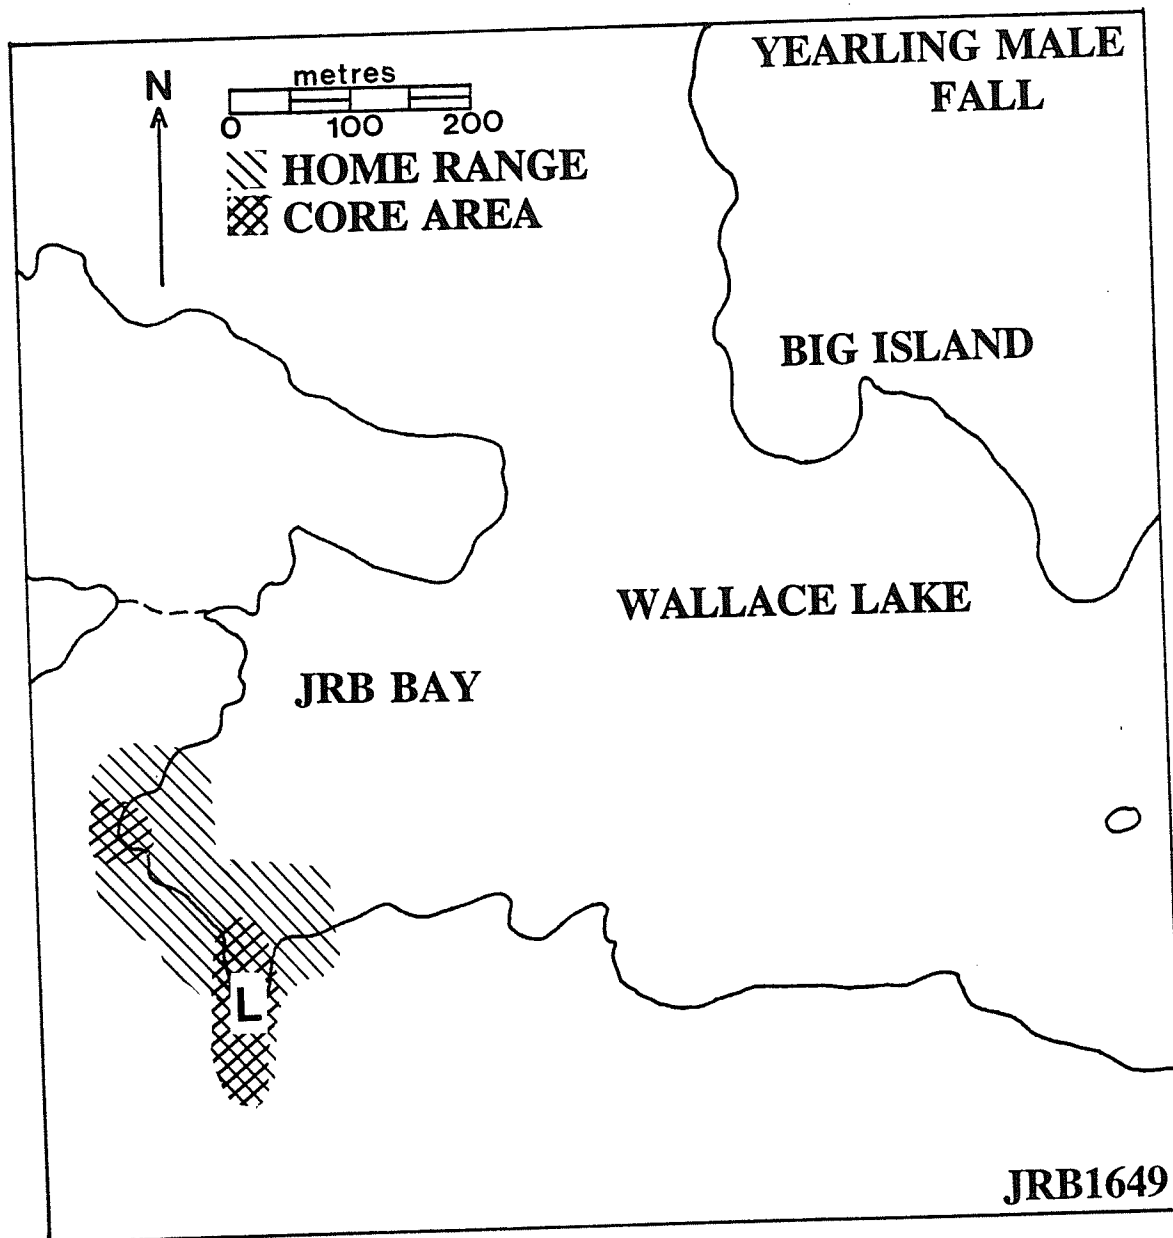 YEARLING MALE
FALL
N
metres
0 100 200
HOME RANGE
CORE AREA
BIG ISLAND
WALLACE LAKE
JRB BAY
L
JRB1649